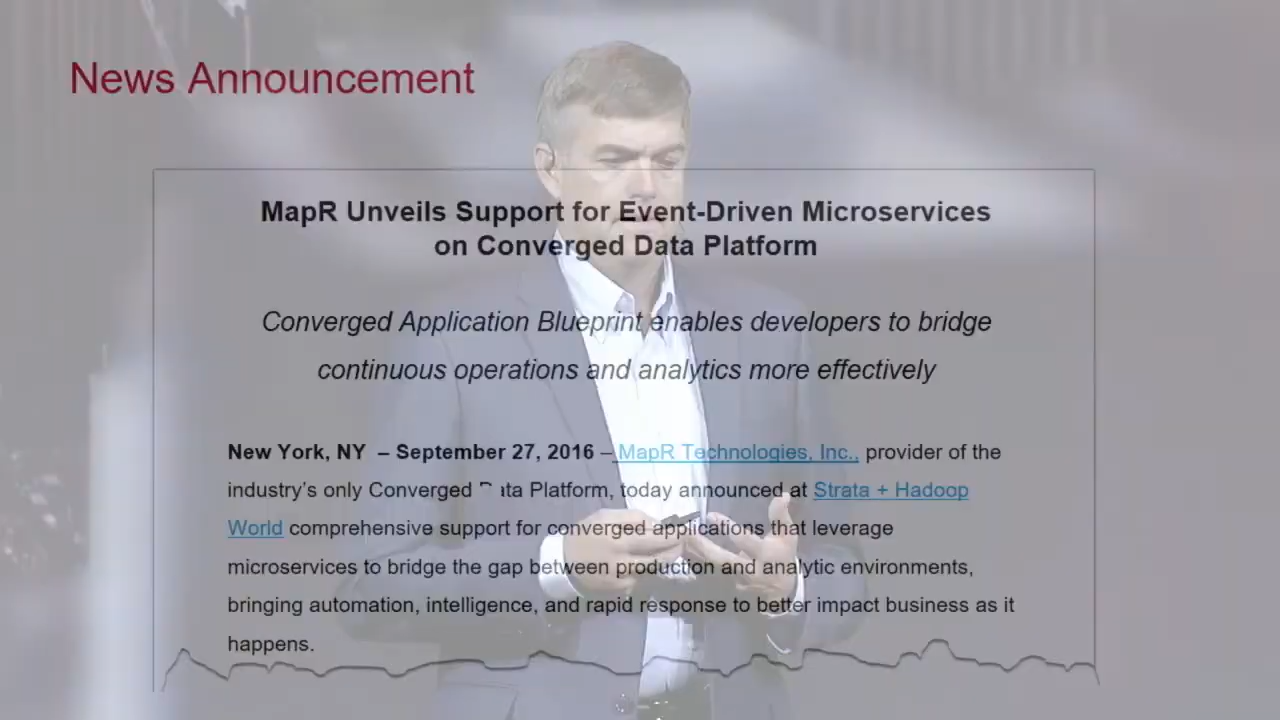 News Announcement
MapR Unveils Support for Event-Driven Microservices
on Converged Data Platform
Converged Application Blueprint enables developers to bridge
continuous operations and analytics more effectively
New York, NY – September 27, 2016 – MapR Technologies, Inc., provider of the
industry’s only Converged Data Platform, today announced at Strata + Hadoop
World comprehensive support for converged applications that leverage
microservices to bridge the gap between production and analytic environments,
bringing automation, intelligence, and rapid response to better impact business as it
happens.